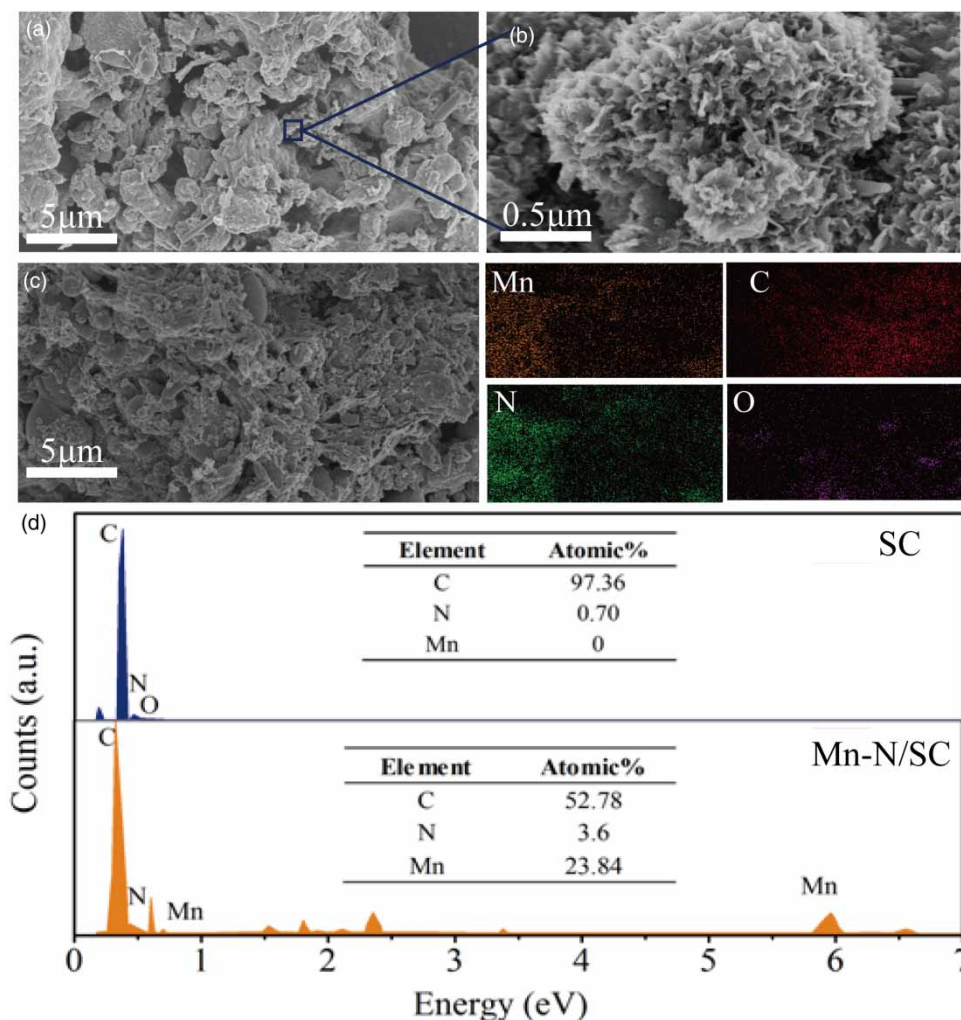 (a)
5μm
(b)
0.5μm
(c)
5μm
Mn
C
N
O
(d)
SC
C
N
O
Element Atomic%
C 97.36
N 0.70
Mn 0
Mn-N/SC
C
N
Mn
Mn
Element Atomic%
C 52.78
N 3.6
Mn 23.84
Counts (a.u.)
0 1 2 3 4 5 6 7
Energy (eV)